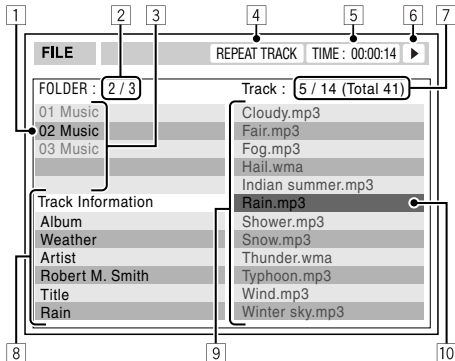 1 2 3 4 5 6 7
FILE REPEAT TRACK TIME : 00:00:14
FOLDER : 2 / 3 Track : 5 / 14 (Total 41)
01 Music
02 Music
03 Music
Track Information
Album
Weather
Artist
Robert M. Smith
Title
Rain
Cloudy.mp3
Fair.mp3
Fog.mp3
Hail.wma
Indian summer.mp3
Rain.mp3
Shower.mp3
Snow.mp3
Thunder.wma
Typhoon.mp3
Wind.mp3
Winter sky.mp3
8 9 10